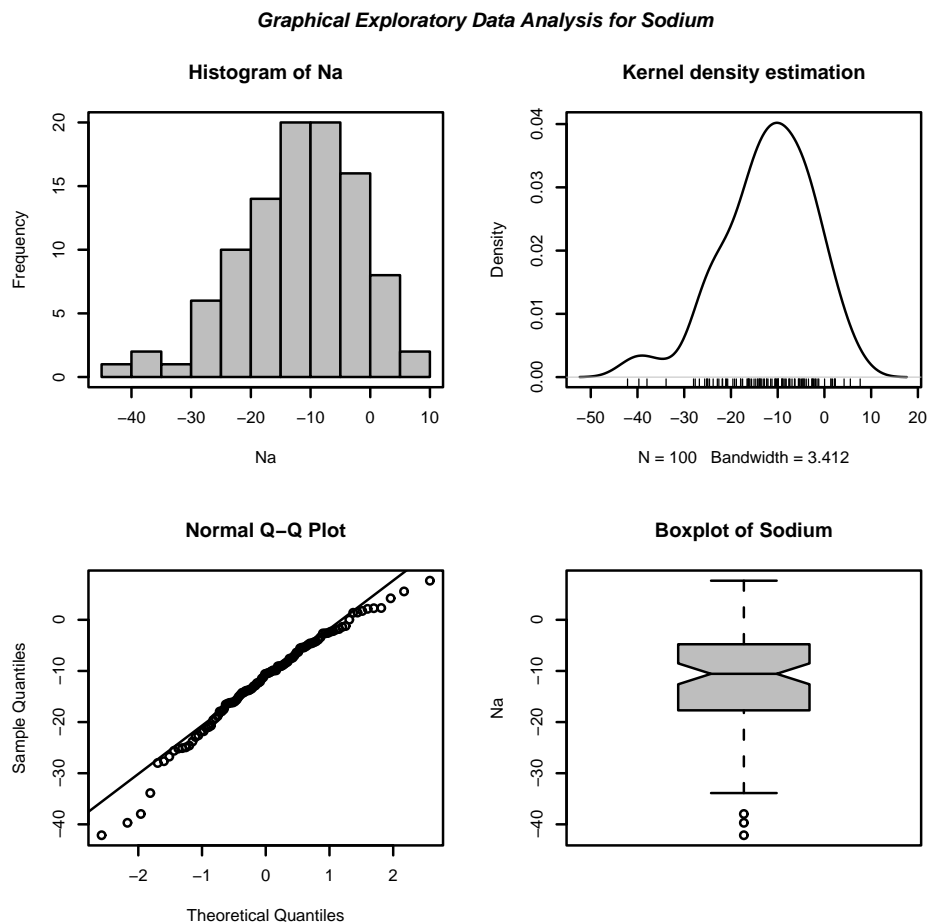 Graphical Exploratory Data Analysis for Sodium
Histogram of Na
Frequency
20
15
10
5
0
−40 −30 −20 −10 0 10
Na
Kernel density estimation
Density
0.04
0.03
0.02
0.01
0.00
−50 −40 −30 −20 −10 0 10 20
N = 100 Bandwidth = 3.412
Normal Q−Q Plot
Sample Quantiles
0
−10
−20
−30
−40
−2 −1 0 1 2
Theoretical Quantiles
Boxplot of Sodium
Na
0
−10
−20
−30
−40